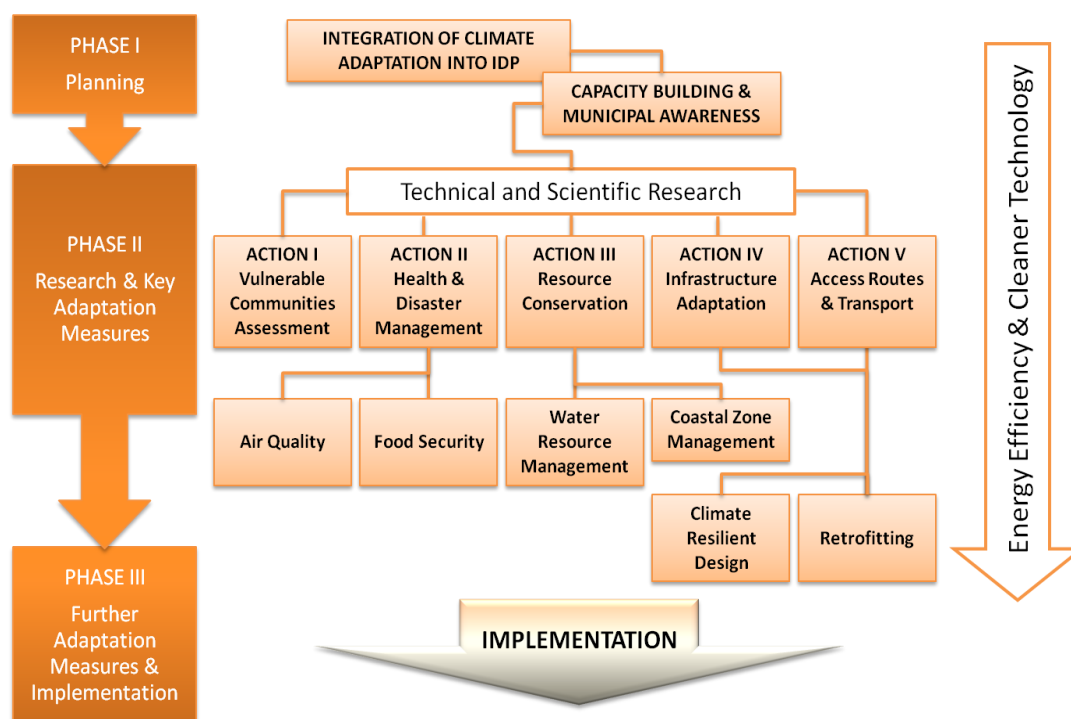 PHASE I
Planning
INTEGRATION OF CLIMATE
ADAPTATION INTO IDP
CAPACITY BUILDING &
MUNICIPAL AWARENESS
PHASE II
Research & Key
Adaptation
Measures
Technical and Scientific Research
ACTION I
Vulnerable
Communities
Assessment
ACTION II
Health &
Disaster
Management
ACTION III
Resource
Conservation
ACTION IV
Infrastructure
Adaptation
ACTION V
Access Routes
& Transport
Air Quality
Food Security
Water
Resource
Management
Coastal Zone
Management
Climate
Resilient
Design
Retrofitting
PHASE III
Further
Adaptation
Measures &
Implementation
IMPLEMENTATION
Energy Efficiency & Cleaner Technology